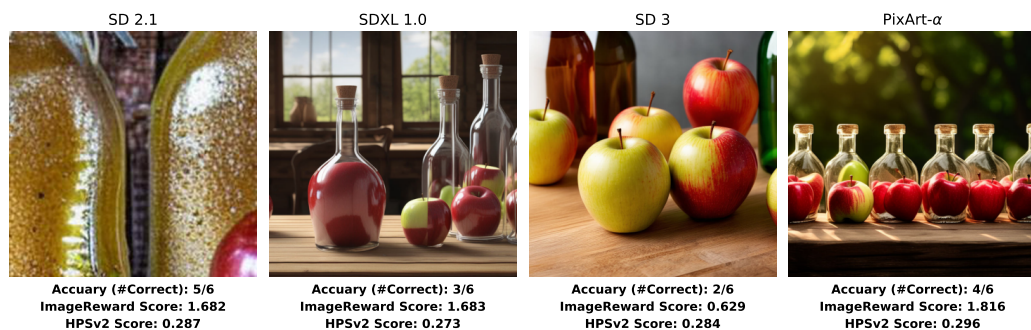 SD 2.1
SDXL 1.0
SD 3
PixArt-α
Accuary (#Correct): 5/6
ImageReward Score: 1.682
HPSv2 Score: 0.287
Accuary (#Correct): 3/6
ImageReward Score: 1.683
HPSv2 Score: 0.273
Accuary (#Correct): 2/6
ImageReward Score: 0.629
HPSv2 Score: 0.284
Accuary (#Correct): 4/6
ImageReward Score: 1.816
HPSv2 Score: 0.296